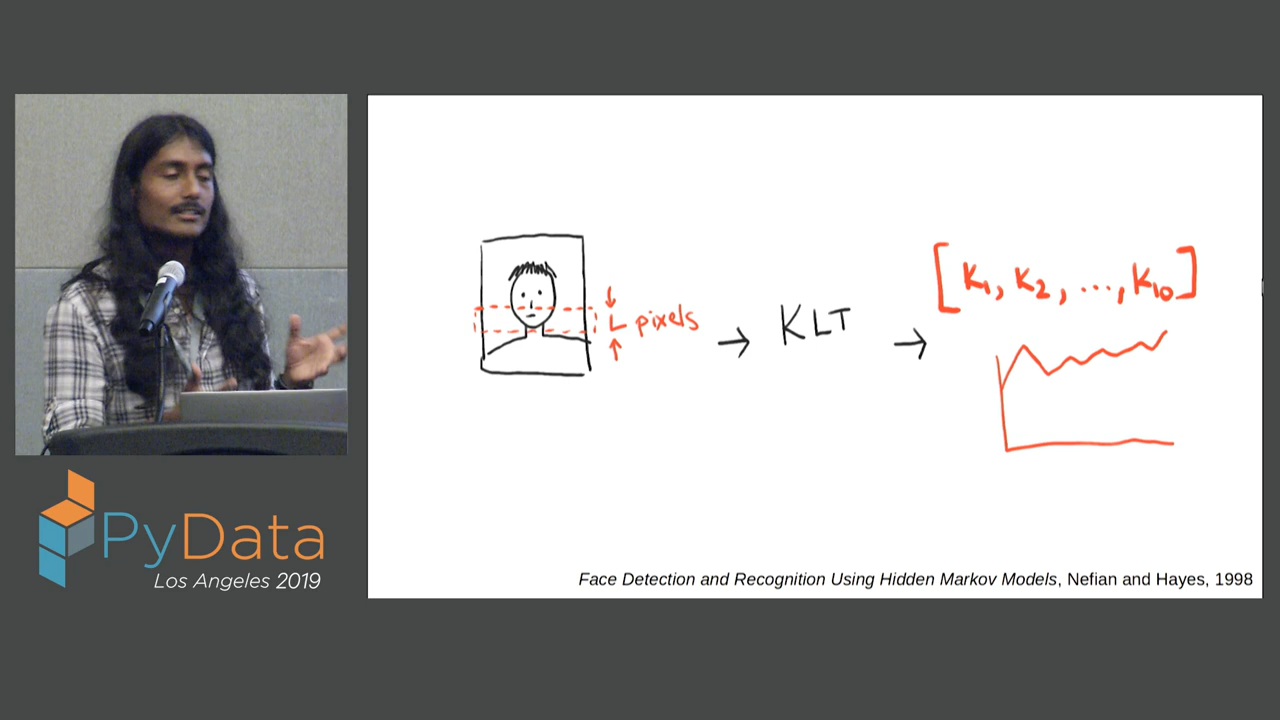 L pixels
→ KLT →
[K1, K2, ..., K10]
Face Detection and Recognition Using Hidden Markov Models, Nefian and Hayes, 1998
PyData
Los Angeles 2019